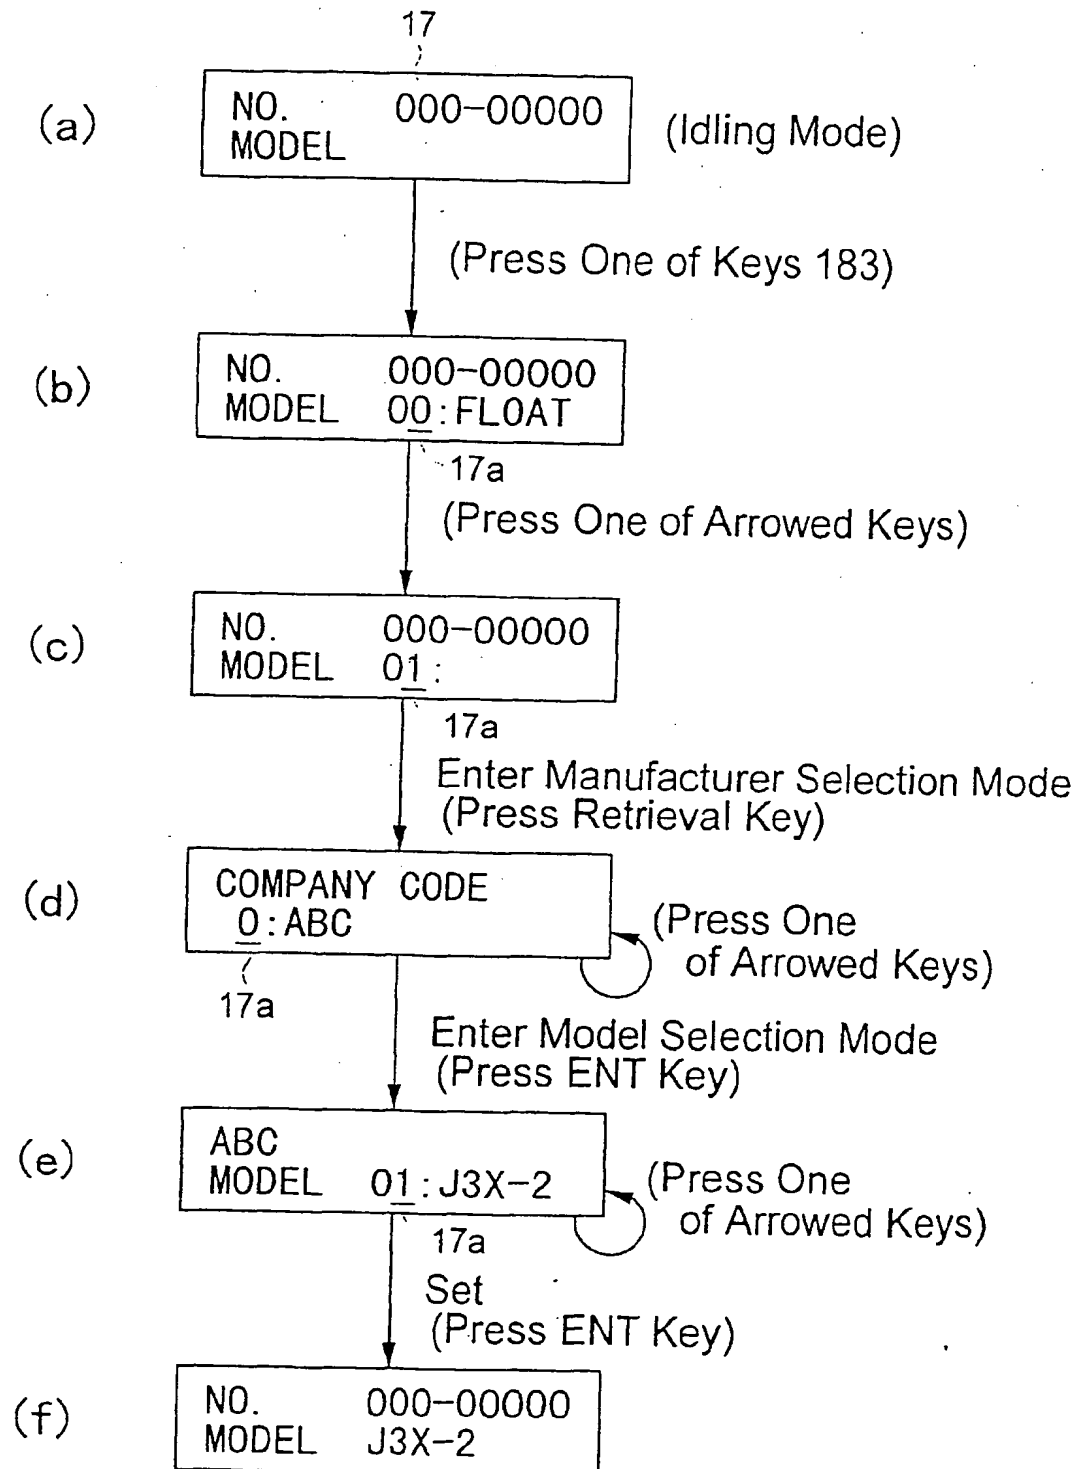 17
(a)
NO. 000-00000
MODEL
(Idling Mode)
(Press One of Keys 183)
(b)
NO. 000-00000
MODEL 00:FLOAT
17a
(Press One of Arrowed Keys)
(c)
NO. 000-00000
MODEL 01:
17a
Enter Manufacturer Selection Mode
(Press Retrieval Key)
(d)
COMPANY CODE
0:ABC
(Press One
of Arrowed Keys)
17a
Enter Model Selection Mode
(Press ENT Key)
(e)
ABC
MODEL 01:J3X-2
(Press One
of Arrowed Keys)
17a
Set
(Press ENT Key)
(f)
NO. 000-00000
MODEL J3X-2